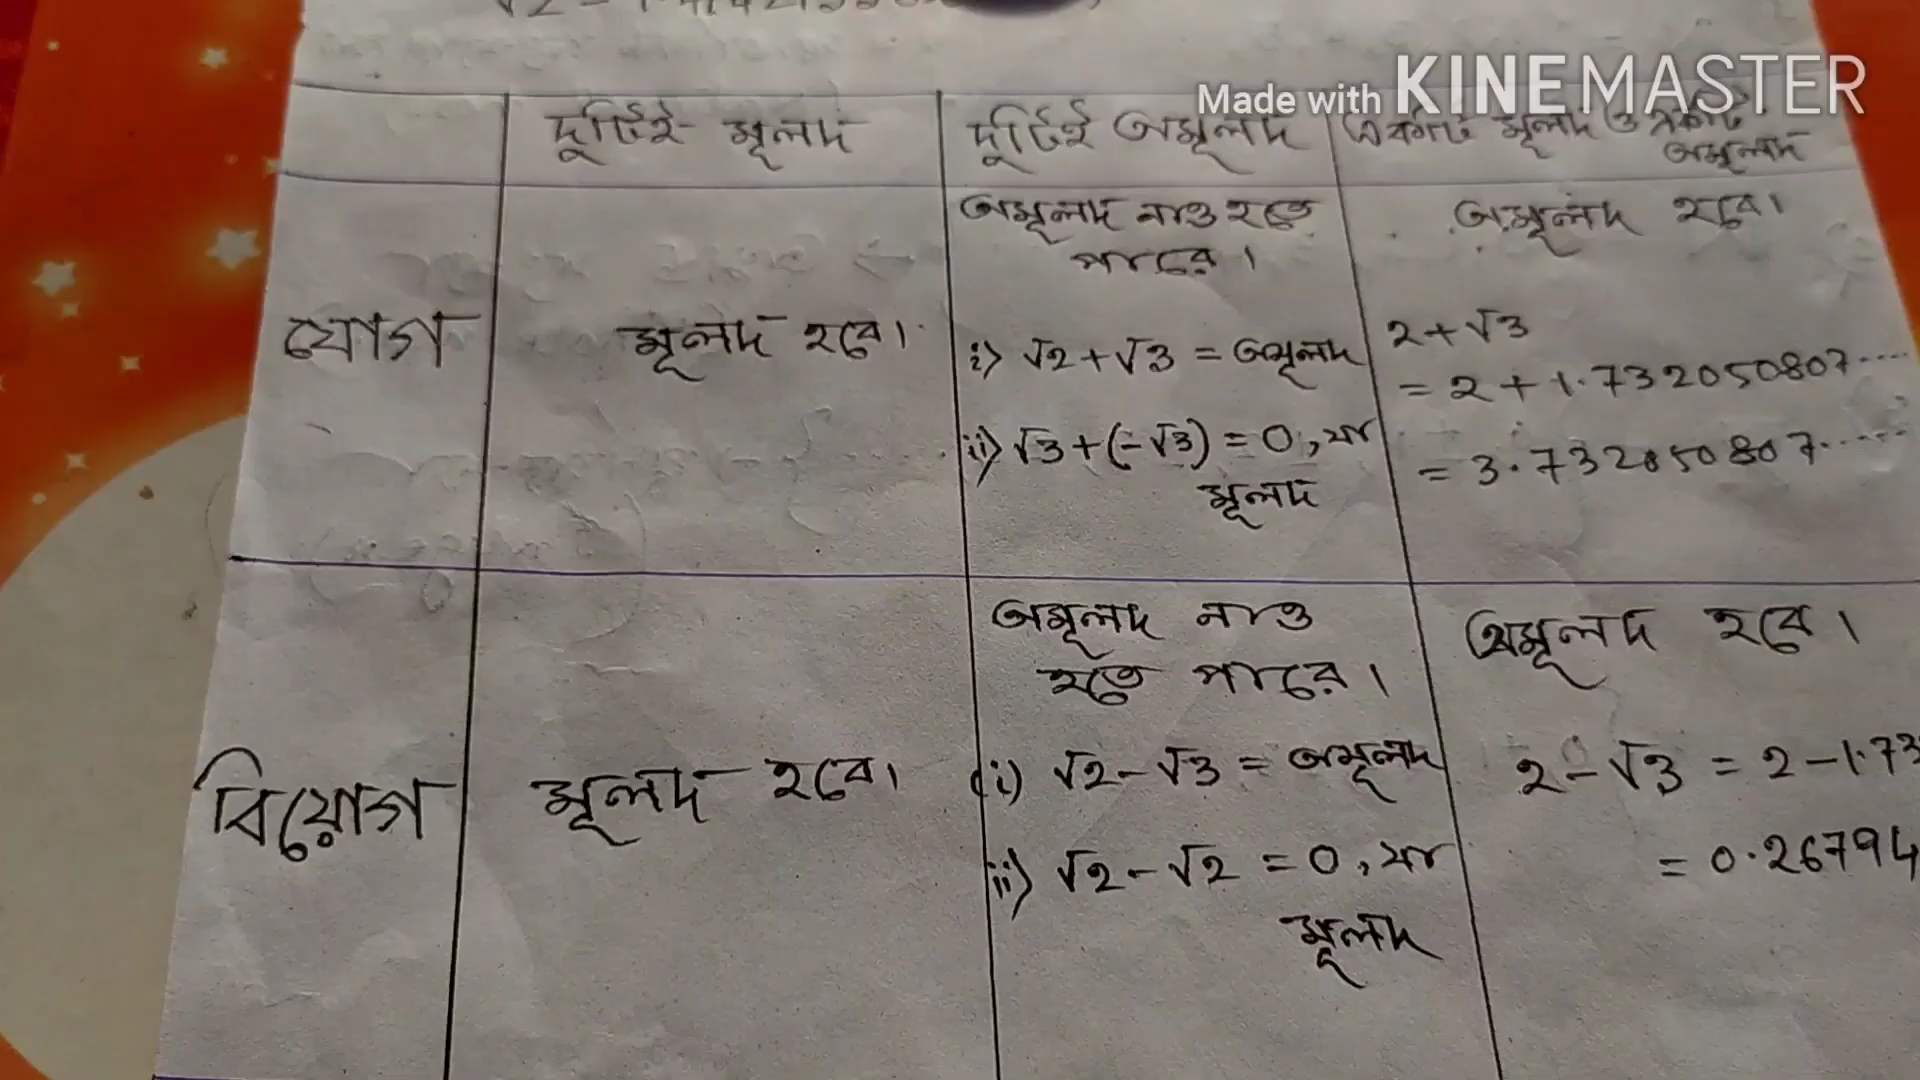 Made with KINEMASTER
দুটিই মূলদ
দুটিই অমূলদ
একটি মূলদ ও একটি
অমূলদ
যোগ
মূলদ হবে।
অমূলদ নাও হতে
পারে।
i) √2 + √3 = অমূলদ
ii) √3 + (-√3) = 0, যা
মূলদ
অমূলদ হবে।
2 + √3
= 2 + 1.732050807....
= 3.732050807.....
বিয়োগ
মূলদ হবে।
অমূলদ নাও
হতে পারে।
(i) √2 - √3 = অমূলদ
ii) √2 - √2 = 0, যা
মূলদ
অমূলদ হবে।
2 - √3 = 2 - 1.73
= 0.26794